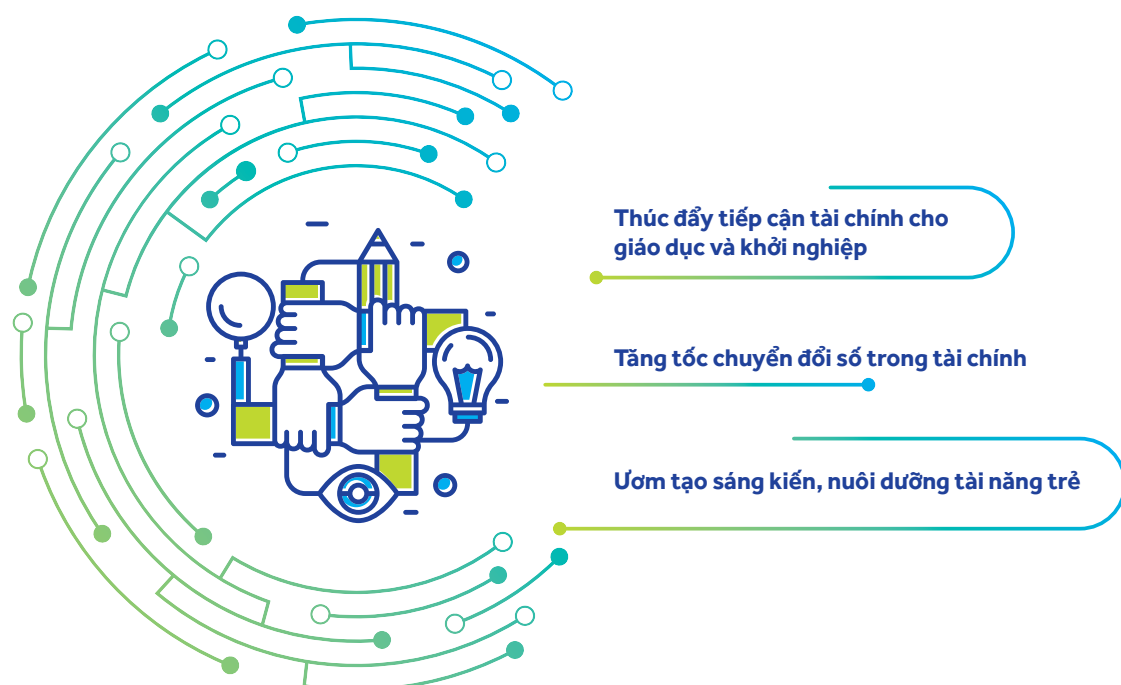 Thúc đẩy tiếp cận tài chính cho
giáo dục và khởi nghiệp
Tăng tốc chuyển đổi số trong tài chính
Ươm tạo sáng kiến, nuôi dưỡng tài năng trẻ